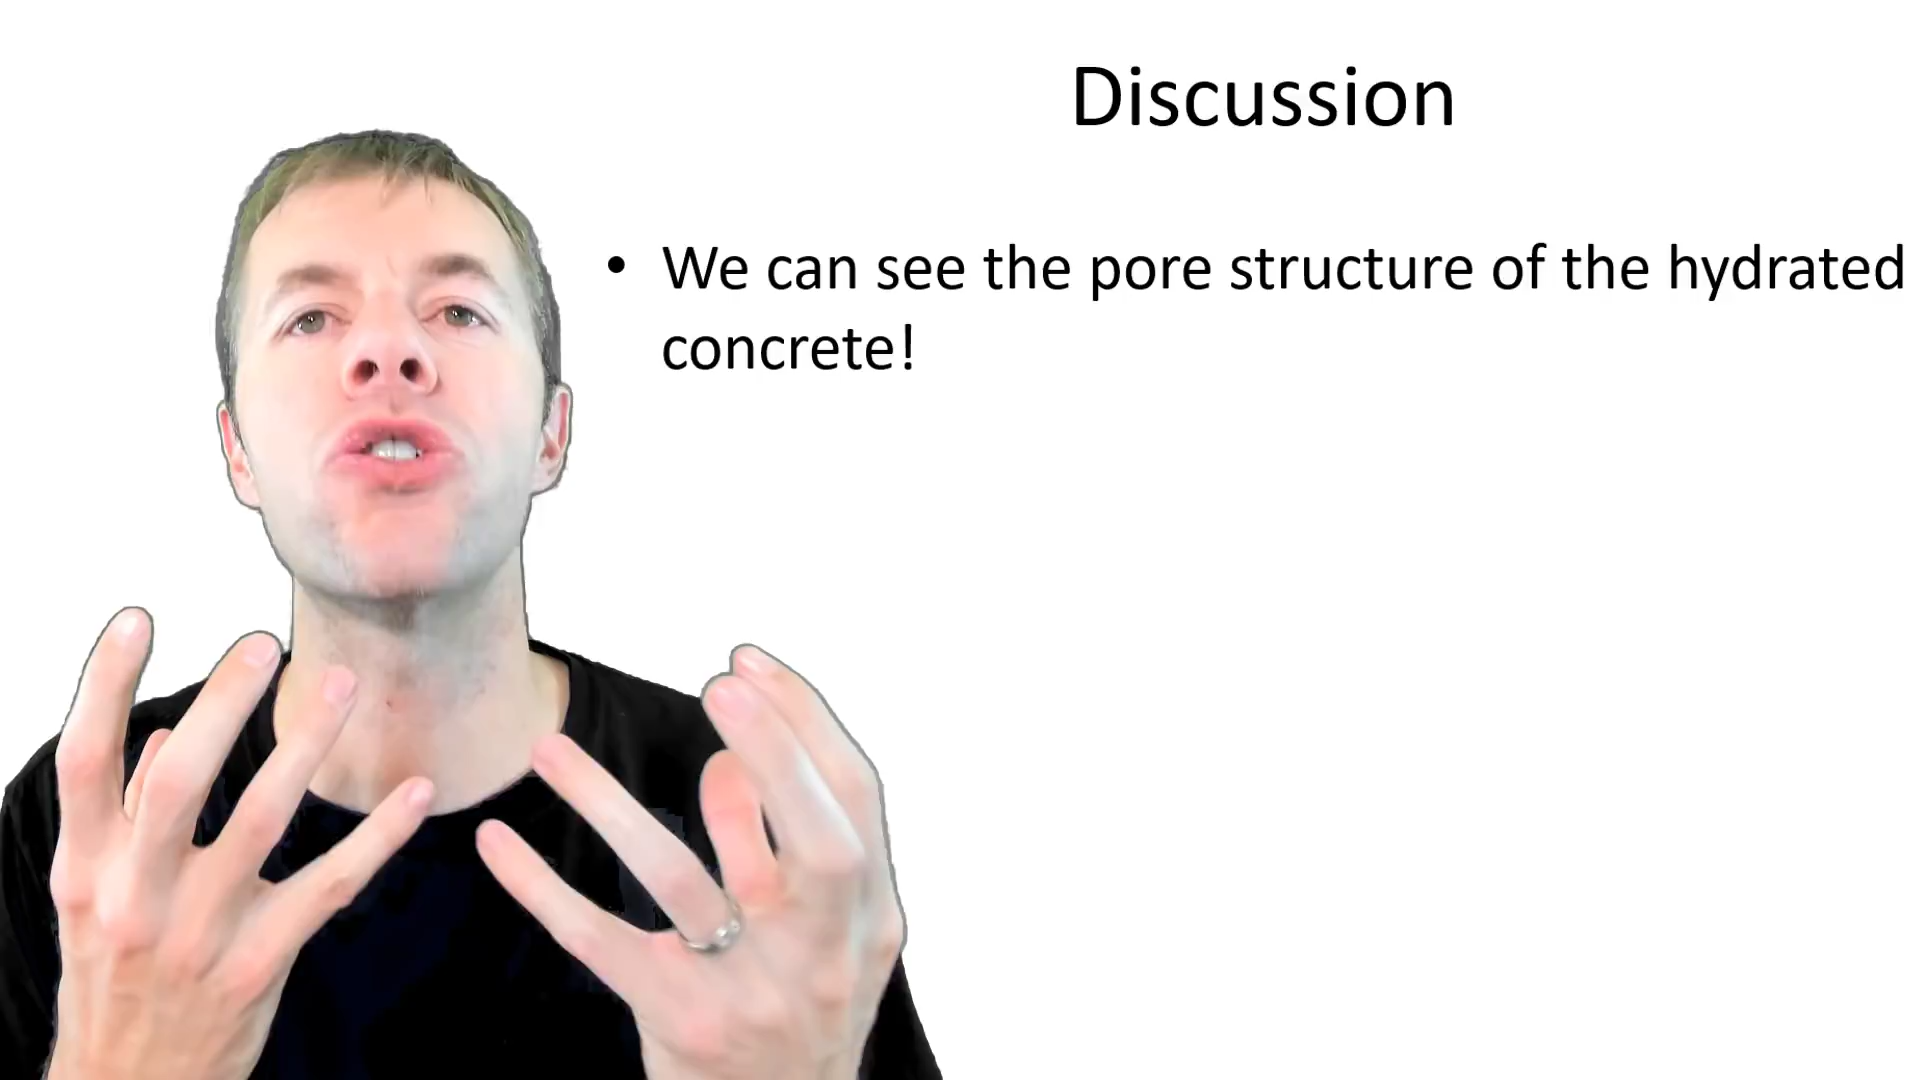 Discussion
• We can see the pore structure of the hydrated
concrete!